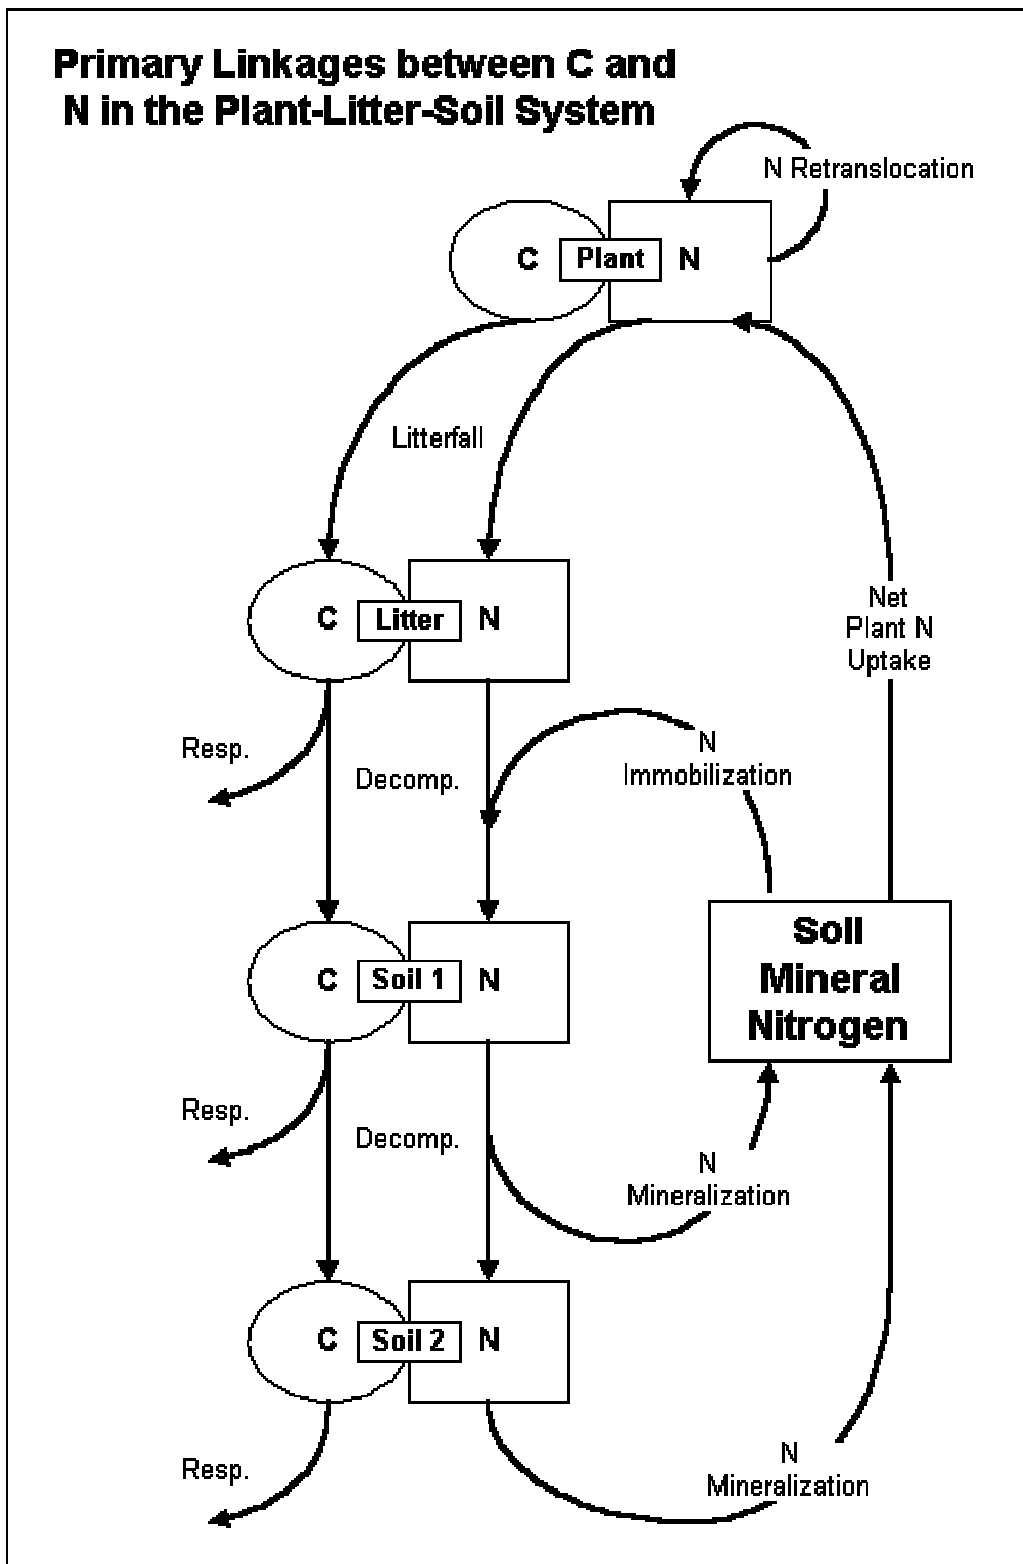 Primary Linkages between C and
N in the Plant-Litter-Soil System
N Retranslocation
C Plant N
Litterfall
C Litter N
Net
Plant N
Uptake
Resp.
Decomp.
N
Immobilization
Soil
Mineral
Nitrogen
C Soil 1 N
Resp.
Decomp.
N
Mineralization
C Soil 2 N
Resp.
N
Mineralization